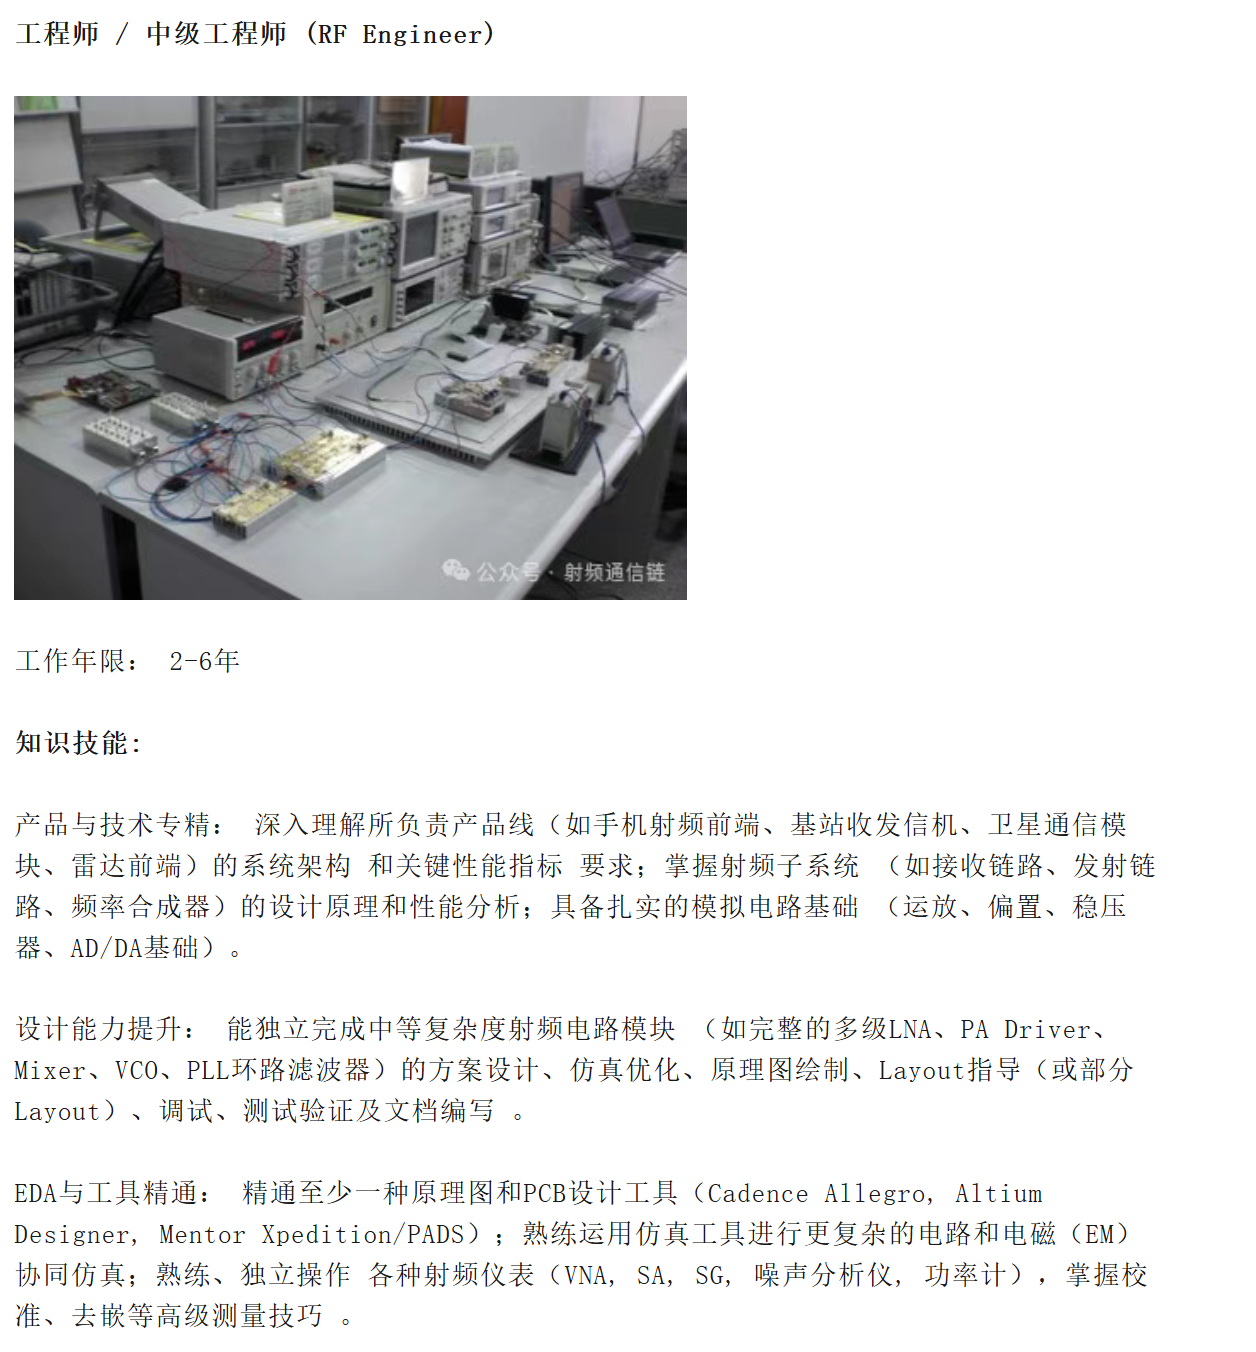 工程师 / 中级工程师 (RF Engineer)
公众号 · 射频通信链
工作年限： 2-6年
知识技能:
产品与技术专精： 深入理解所负责产品线（如手机射频前端、基站收发信机、卫星通信模
块、雷达前端）的系统架构 和关键性能指标 要求；掌握射频子系统 （如接收链路、发射链
路、频率合成器）的设计原理和性能分析；具备扎实的模拟电路基础 （运放、偏置、稳压
器、AD/DA基础）。
设计能力提升： 能独立完成中等复杂度射频电路模块 （如完整的多级LNA、PA Driver、
Mixer、VCO、PLL环路滤波器）的方案设计、仿真优化、原理图绘制、Layout指导（或部分
Layout）、调试、测试验证及文档编写 。
EDA与工具精通： 精通至少一种原理图和PCB设计工具（Cadence Allegro, Altium
Designer, Mentor Xpedition/PADS）；熟练运用仿真工具进行更复杂的电路和电磁（EM）
协同仿真；熟练、独立操作 各种射频仪表（VNA, SA, SG, 噪声分析仪, 功率计），掌握校
准、去嵌等高级测量技巧 。